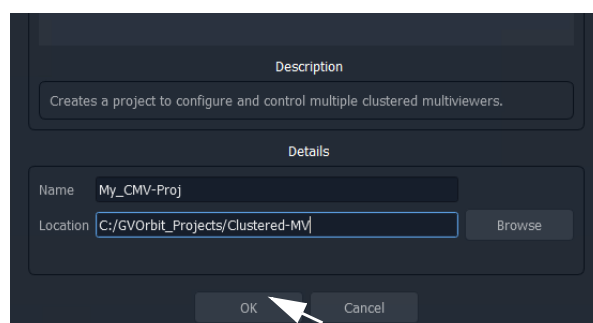 Description
Creates a project to configure and control multiple clustered multiviewers.
Details
Name My_CMV-Proj
Location C:/GVOrbit_Projects/Clustered-MV Browse
OK Cancel